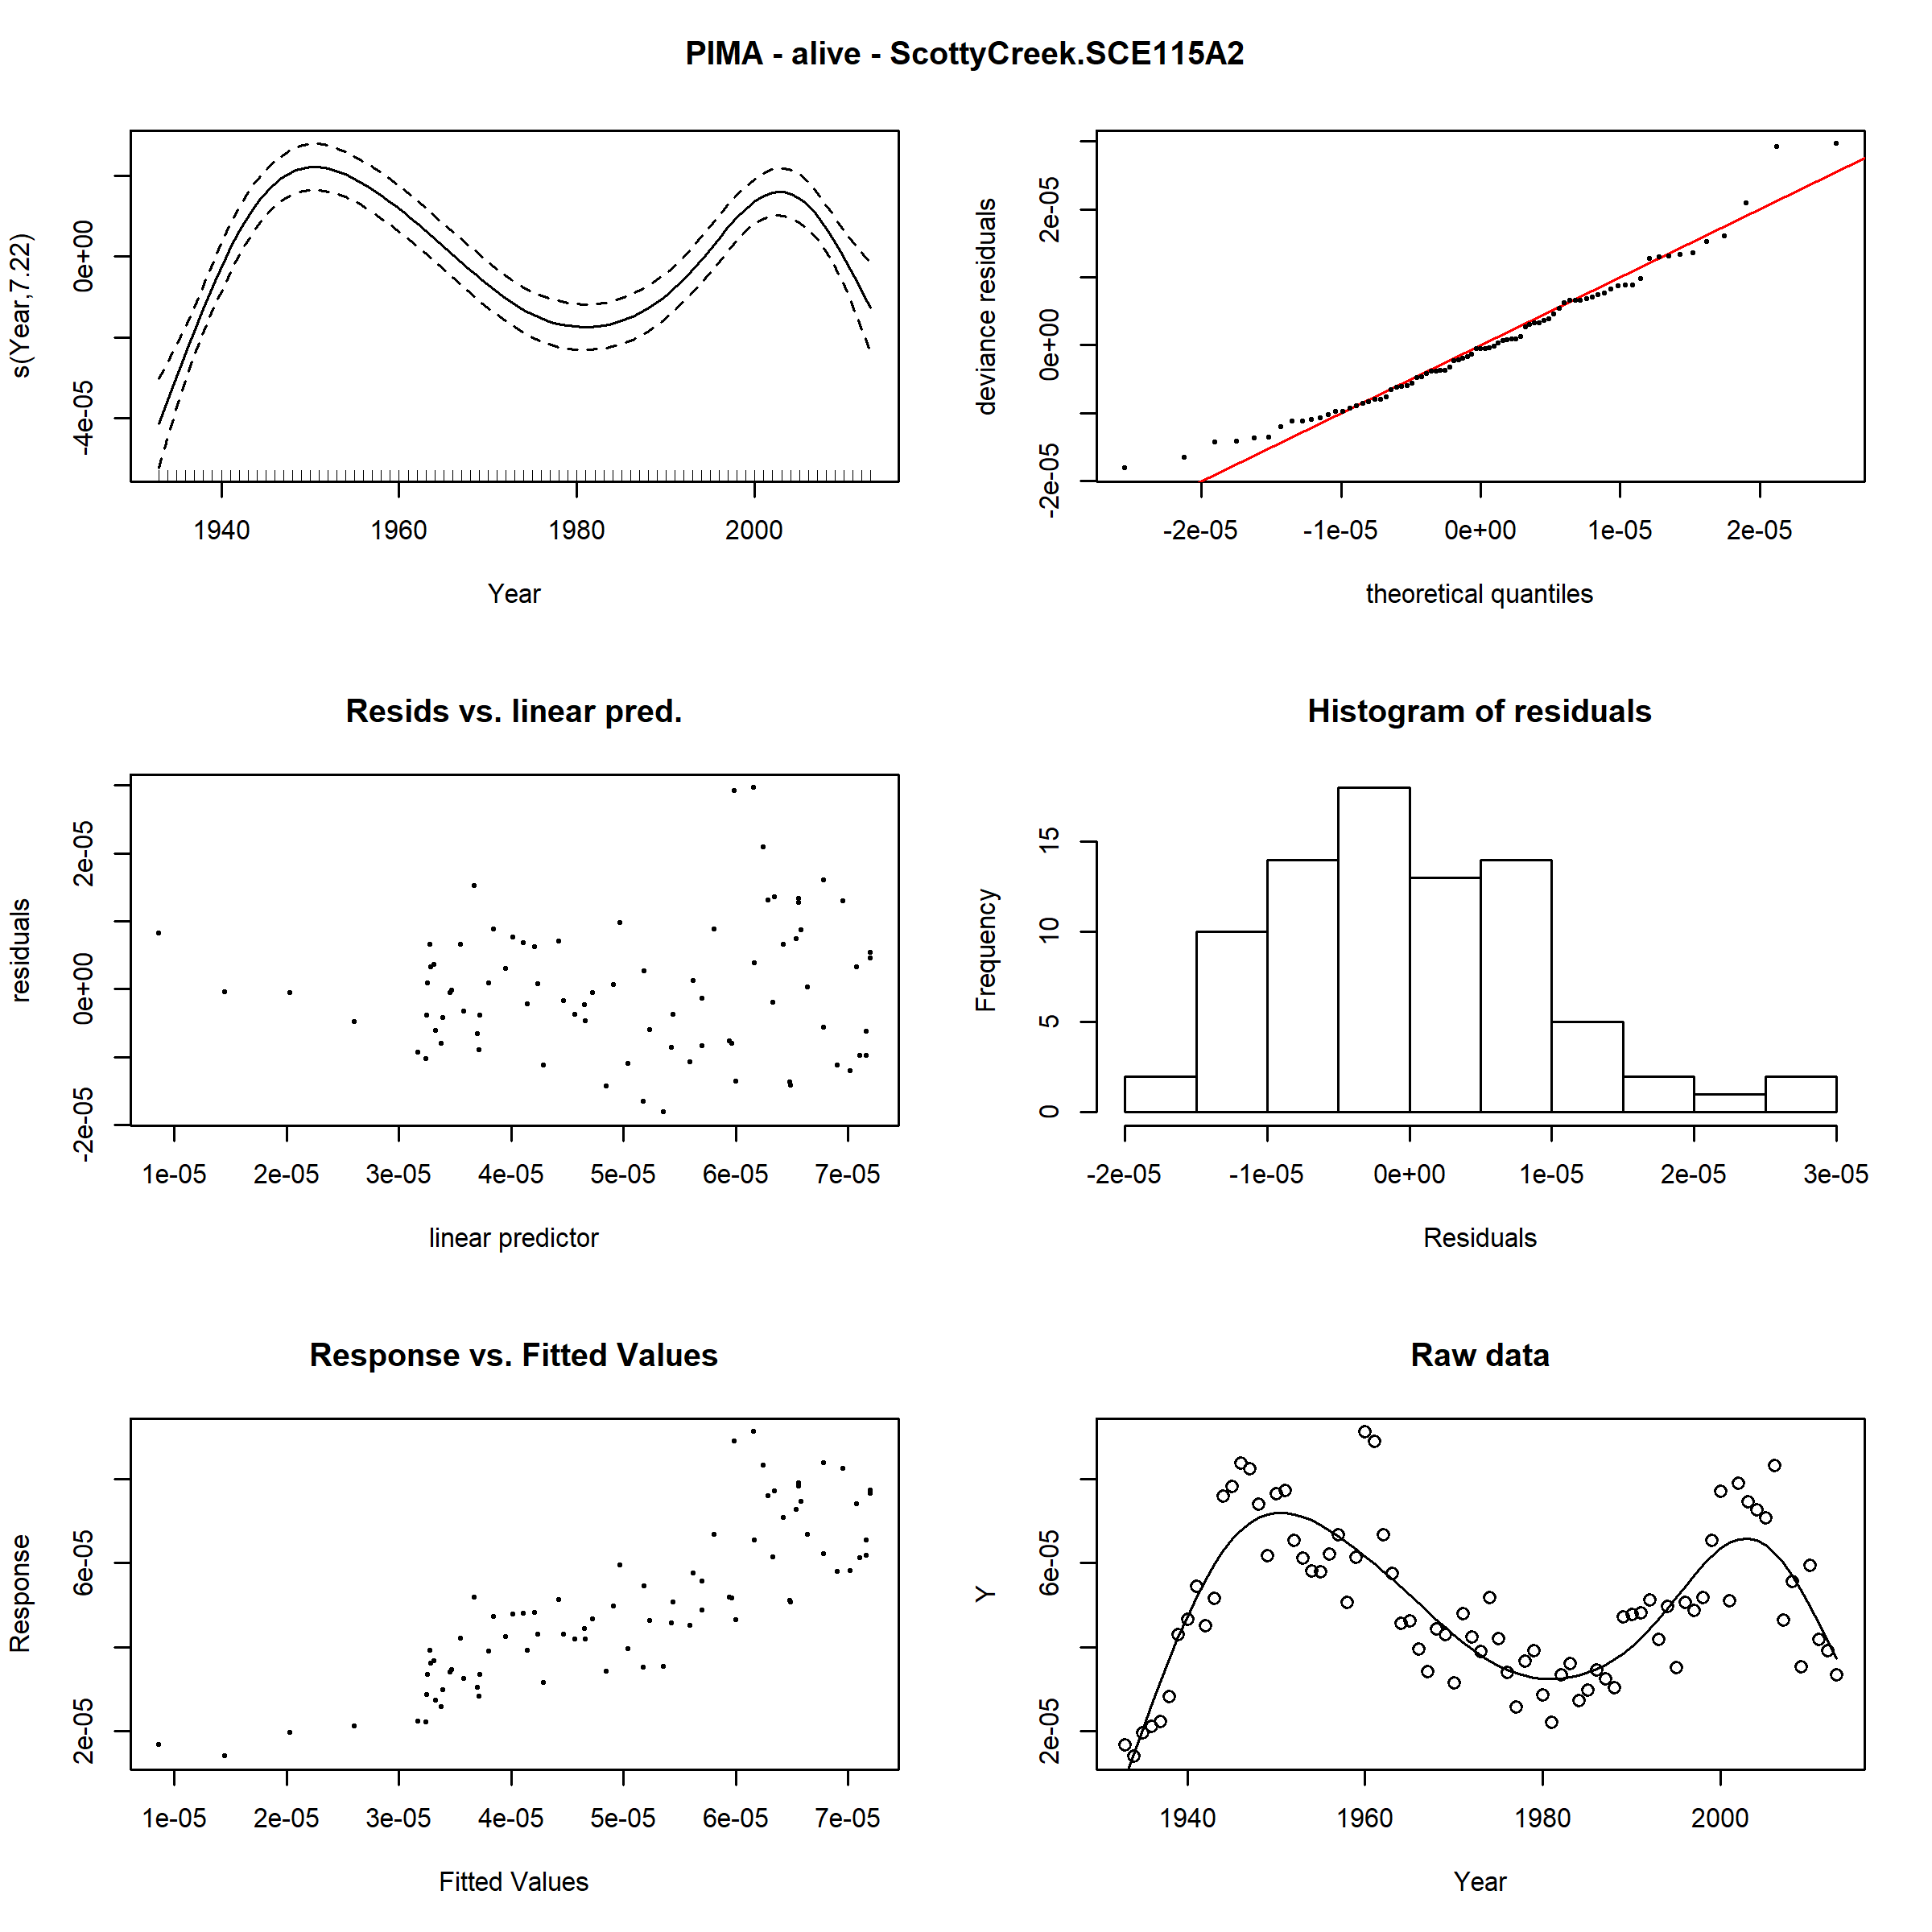 PIMA - alive - ScottyCreek.SCE115A2
s(Year,7.22)
-4e-05 0e+00
1940 1960 1980 2000
Year
deviance residuals
-2e-05 0e+00 2e-05
-2e-05 -1e-05 0e+00 1e-05 2e-05
theoretical quantiles
Resids vs. linear pred.
residuals
-2e-05 0e+00 2e-05
1e-05 2e-05 3e-05 4e-05 5e-05 6e-05 7e-05
linear predictor
Histogram of residuals
Frequency
0 5 10 15
-2e-05 -1e-05 0e+00 1e-05 2e-05 3e-05
Residuals
Response vs. Fitted Values
Response
2e-05 6e-05
1e-05 2e-05 3e-05 4e-05 5e-05 6e-05 7e-05
Fitted Values
Raw data
Y
2e-05 6e-05
1940 1960 1980 2000
Year